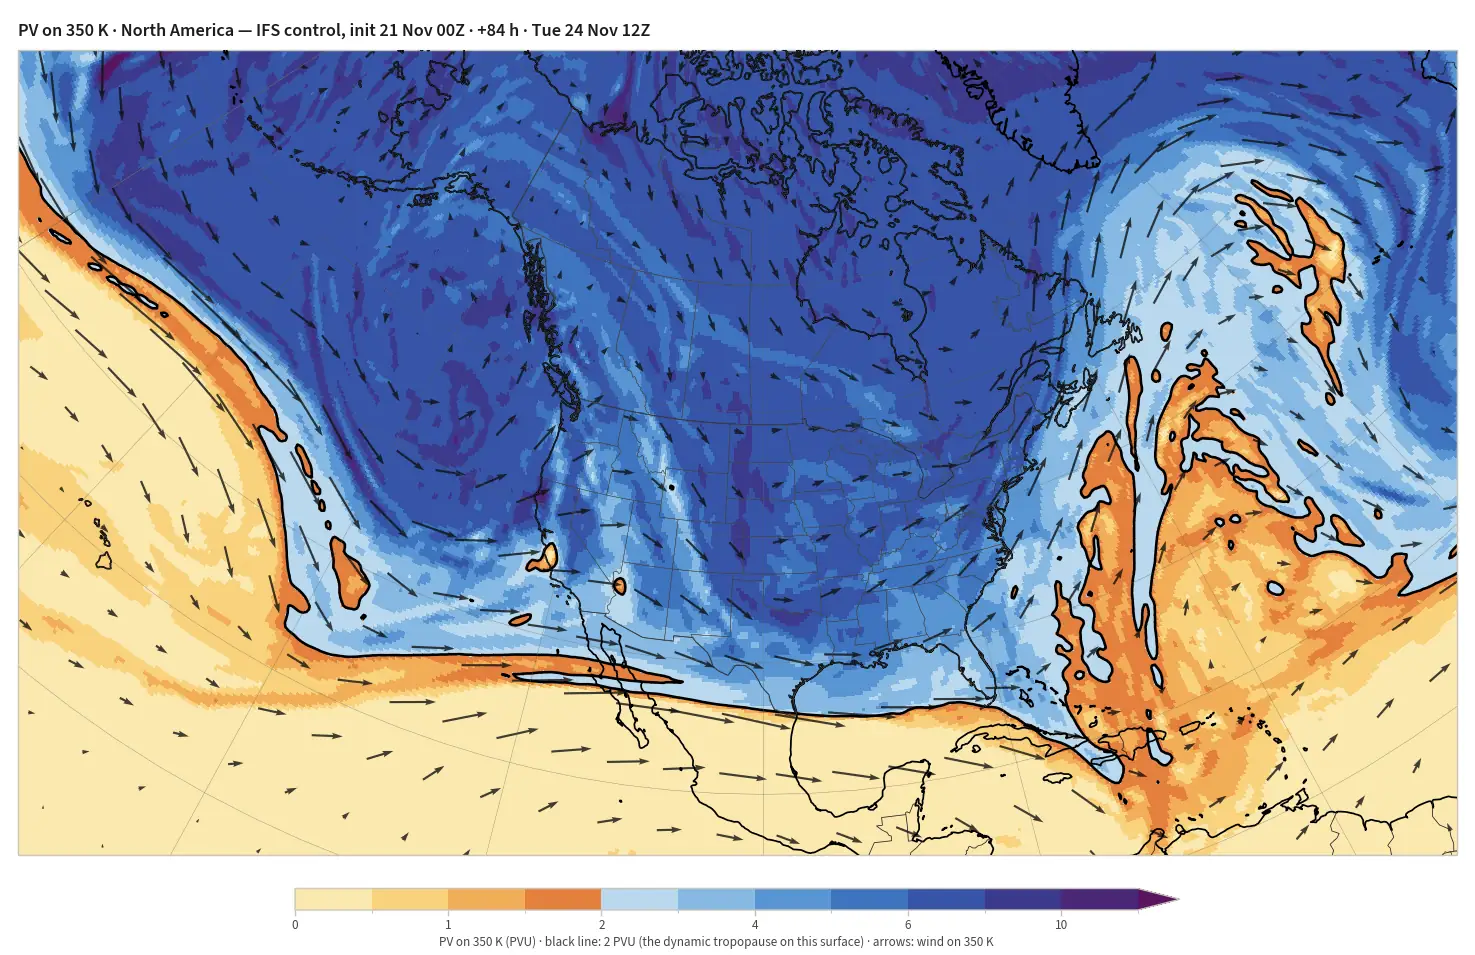 PV on 350 K · North America — IFS control, init 21 Nov 00Z · +84 h · Tue 24 Nov 12Z
0 1 2 4 6 10
PV on 350 K (PVU) · black line: 2 PVU (the dynamic tropopause on this surface) · arrows: wind on 350 K